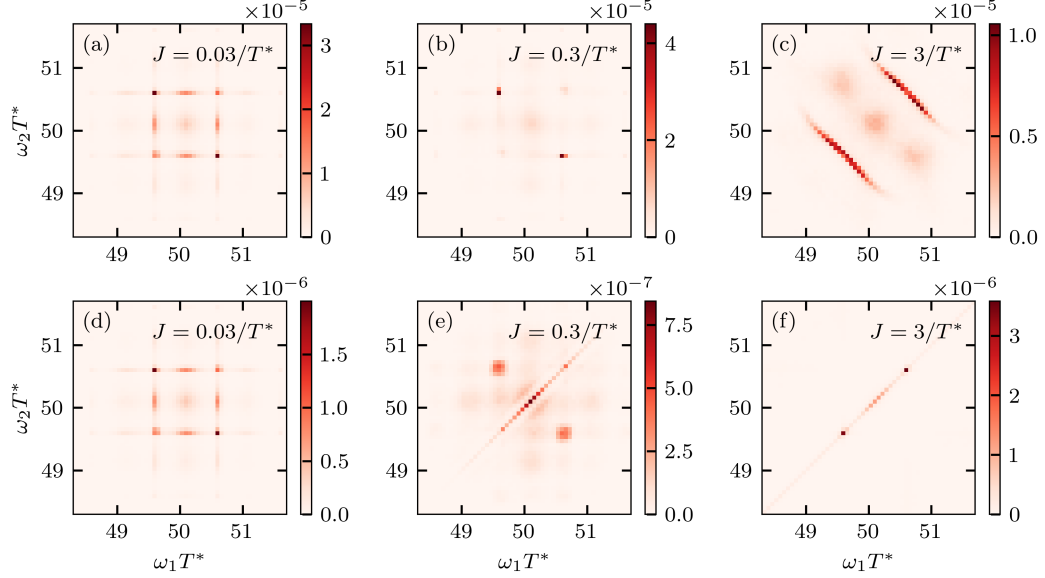 ×10⁻⁵ ×10⁻⁵ ×10⁻⁵
(a) J = 0.03/T* (b) J = 0.3/T* (c) J = 3/T*
ω₂T*
51
50
49
49 50 51
3
2
1
0
49 50 51
4
2
0
49 50 51
1.0
0.5
0.0
×10⁻⁶ ×10⁻⁷ ×10⁻⁶
(d) J = 0.03/T* (e) J = 0.3/T* (f) J = 3/T*
ω₂T*
51
50
49
49 50 51
ω₁T*
1.5
1.0
0.5
0.0
49 50 51
ω₁T*
7.5
5.0
2.5
0.0
49 50 51
ω₁T*
3
2
1
0